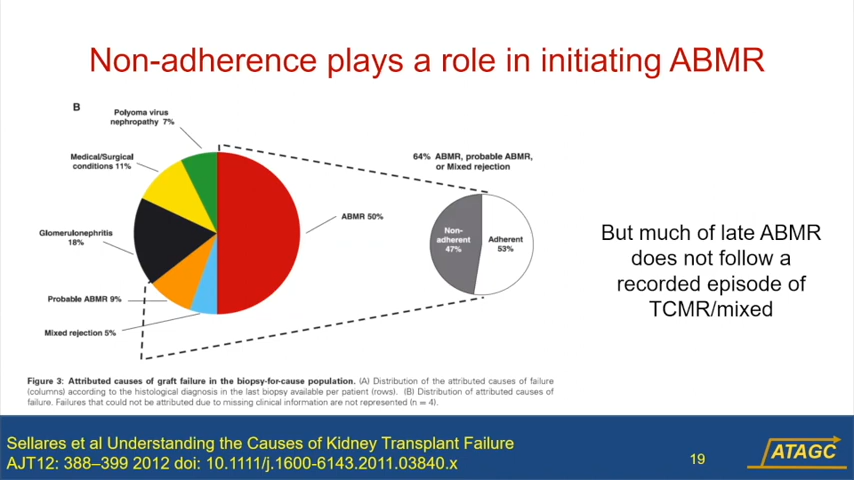 Non-adherence plays a role in initiating ABMR
B
Polyoma virus
nephropathy 7%
Medical/Surgical
conditions 11%
Glomerulonephritis
18%
Probable ABMR 9%
Mixed rejection 5%
ABMR 50%
64% ABMR, probable ABMR,
or Mixed rejection
Non-
adherent
47%
Adherent
53%
But much of late ABMR
does not follow a
recorded episode of
TCMR/mixed
Figure 3: Attributed causes of graft failure in the biopsy-for-cause population. (A) Distribution of the attributed causes of failure
(columns) according to the histological diagnosis in the last biopsy available per patient (rows). (B) Distribution of attributed causes of
failure. Failures that could not be attributed due to missing clinical information are not represented (n = 4).
Sellares et al Understanding the Causes of Kidney Transplant Failure
AJT12: 388–399 2012 doi: 10.1111/j.1600-6143.2011.03840.x
19
ATAGC